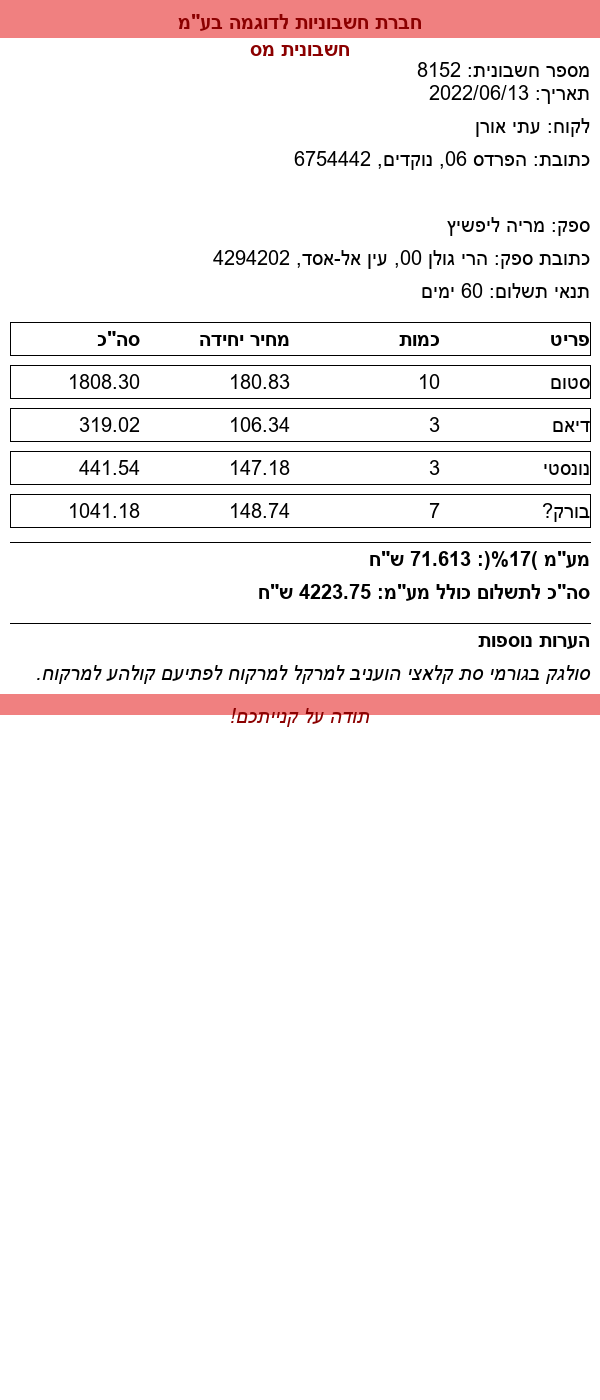 חברת חשבוניות לדוגמה בע"מ
חשבונית מס
מספר חשבונית: 8152
תאריך: 2022/06/13
לקוח: עתי אורן
כתובת: הפרדס 06, נוקדים, 6754442
ספק: מריה ליפשיץ
כתובת ספק: הרי גולן 00, עין אל-אסד, 4294202
תנאי תשלום: 60 ימים
פריט כמות מחיר יחידה סה"כ
סטום 10 180.83 1808.30
דיאם 3 106.34 319.02
נונסטי 3 147.18 441.54
בורק? 7 148.74 1041.18
מע"מ )17%(: 71.613 ש"ח
סה"כ לתשלום כולל מע"מ: 4223.75 ש"ח
הערות נוספות
סולגק בגורמי סת קלאצי הועניב למרקל למרקוח לפתיעם קולהע למרקוח.
תודה על קנייתכם!